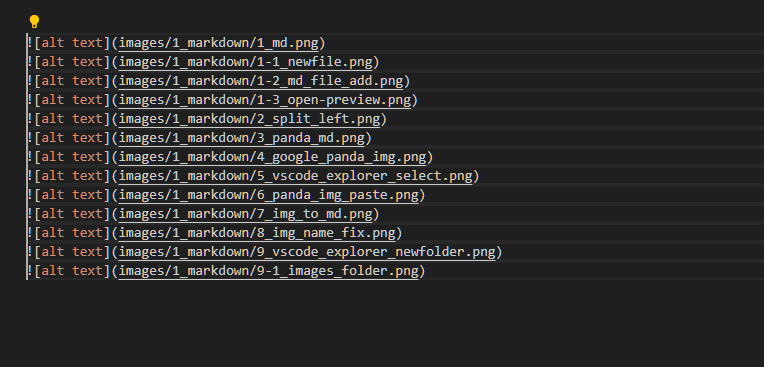 ![alt text](images/1_markdown/1_md.png)
![alt text](images/1_markdown/1-1_newfile.png)
![alt text](images/1_markdown/1-2_md_file_add.png)
![alt text](images/1_markdown/1-3_open-preview.png)
![alt text](images/1_markdown/2_split_left.png)
![alt text](images/1_markdown/3_panda_md.png)
![alt text](images/1_markdown/4_google_panda_img.png)
![alt text](images/1_markdown/5_vscode_explorer_select.png)
![alt text](images/1_markdown/6_panda_img_paste.png)
![alt text](images/1_markdown/7_img_to_md.png)
![alt text](images/1_markdown/8_img_name_fix.png)
![alt text](images/1_markdown/9_vscode_explorer_newfolder.png)
![alt text](images/1_markdown/9-1_images_folder.png)